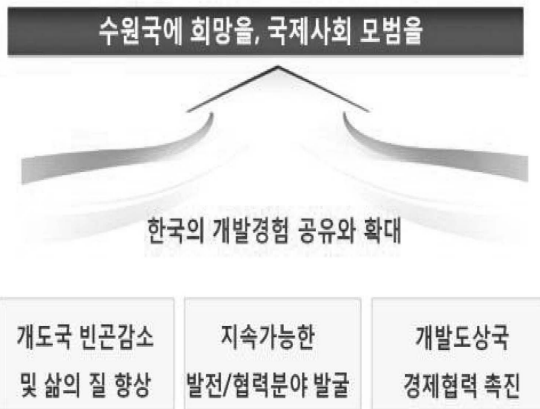 수원국에 희망을, 국제사회 모범을
한국의 개발경험 공유와 확대
개도국 빈곤감소
및 삶의 질 향상
지속가능한
발전/협력분야 발굴
개발도상국
경제협력 촉진